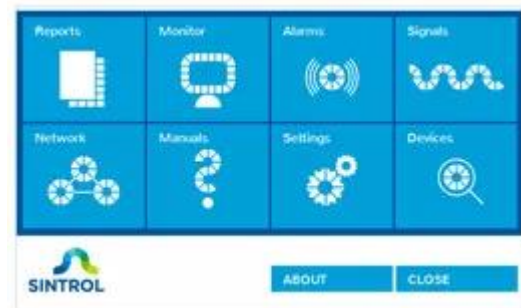 Reports
Monitor
Alarms
Signals
Network
Manuals
Settings
Devices
SINTROL
ABOUT
CLOSE